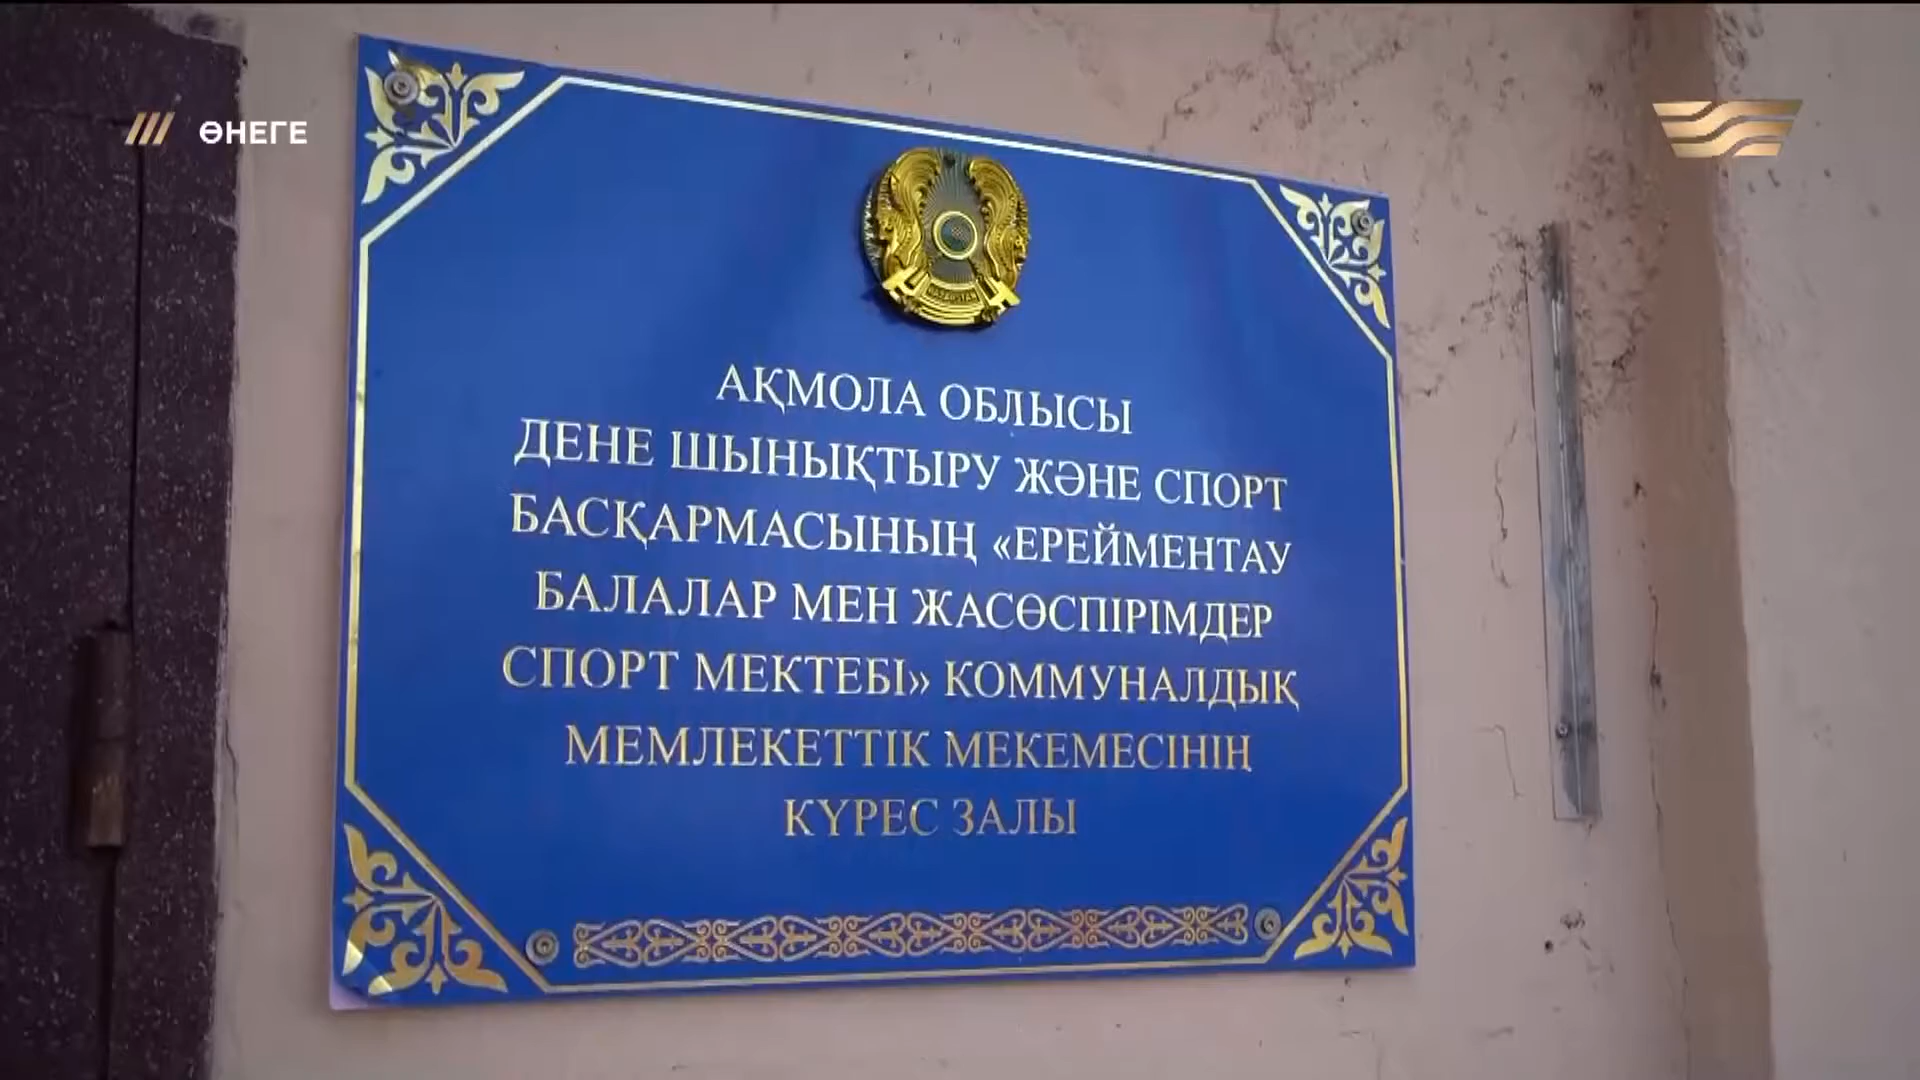 ӨНЕГЕ
АҚМОЛА ОБЛЫСЫ
ДЕНЕ ШЫНЫҚТЫРУ ЖӘНЕ СПОРТ
БАСҚАРМАСЫНЫҢ «ЕРЕЙМЕНТАУ
БАЛАЛАР МЕН ЖАСӨСПІРІМДЕР
СПОРТ МЕКТЕБІ» КОММУНАЛДЫҚ
МЕМЛЕКЕТТІК МЕКЕМЕСІНІҢ
КҮРЕС ЗАЛЫ